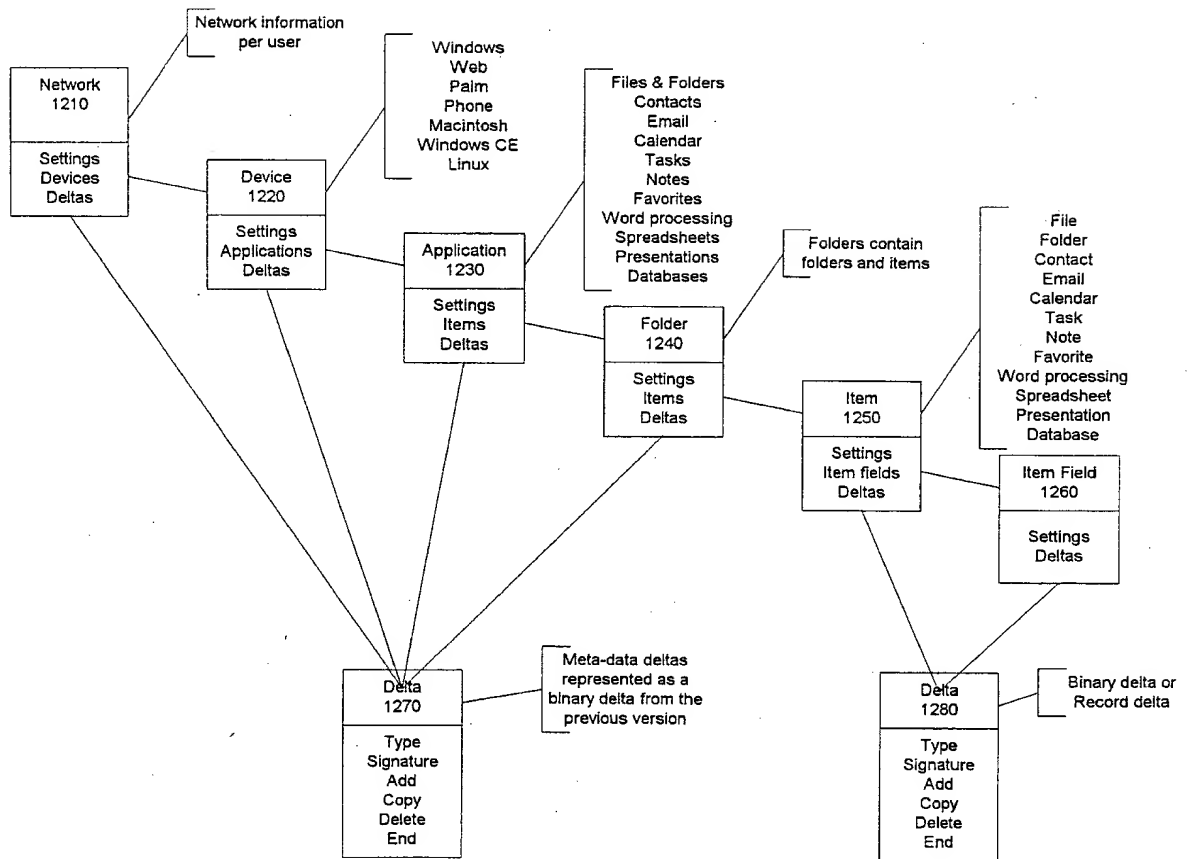 Network information
per user
Network
1210
Settings
Devices
Deltas
Windows
Web
Palm
Phone
Macintosh
Windows CE
Linux
Device
1220
Settings
Applications
Deltas
Files & Folders
Contacts
Email
Calendar
Tasks
Notes
Favorites
Word processing
Spreadsheets
Presentations
Databases
Application
1230
Settings
Items
Deltas
Folders contain
folders and items
Folder
1240
Settings
Items
Deltas
File
Folder
Contact
Email
Calendar
Task
Note
Favorite
Word processing
Spreadsheet
Presentation
Database
Item
1250
Settings
Item fields
Deltas
Item Field
1260
Settings
Deltas
Delta
1270
Type
Signature
Add
Copy
Delete
End
Meta-data deltas
represented as a
binary delta from the
previous version
Delta
1280
Type
Signature
Add
Copy
Delete
End
Binary delta or
Record delta